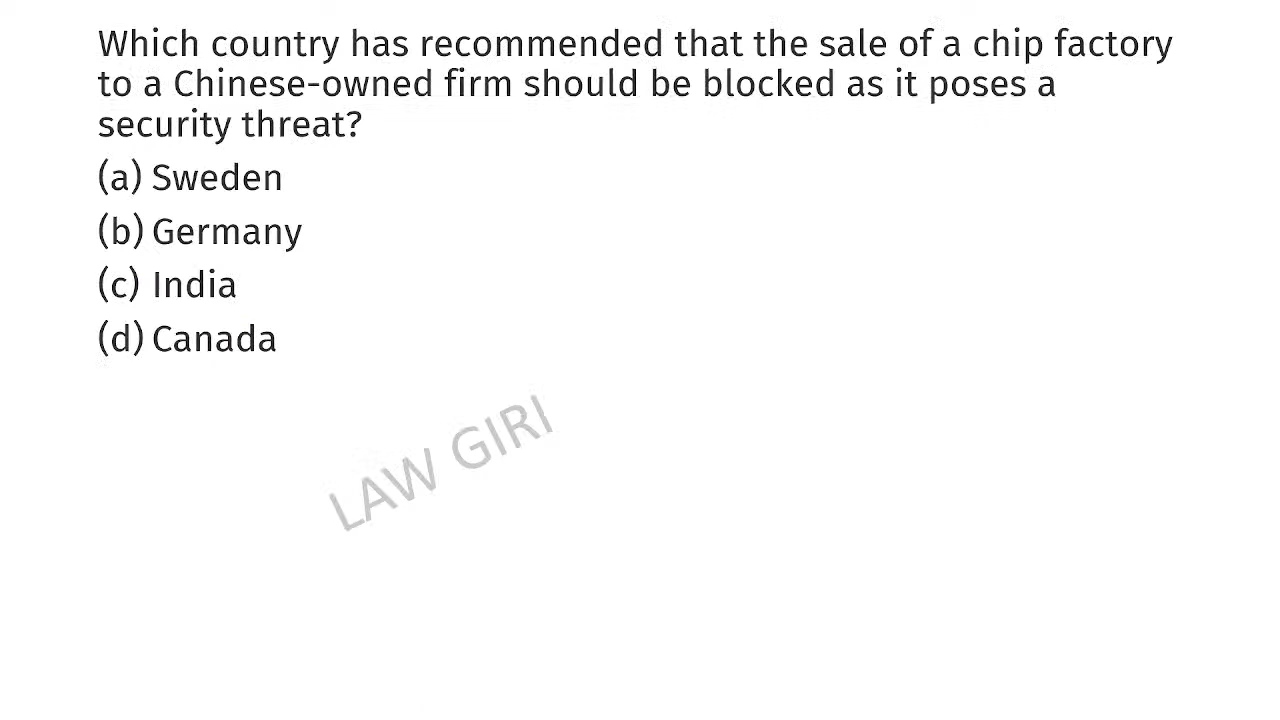 Which country has recommended that the sale of a chip factory
to a Chinese-owned firm should be blocked as it poses a
security threat?
(a) Sweden
(b) Germany
(c) India
(d) Canada
LAW GIRI